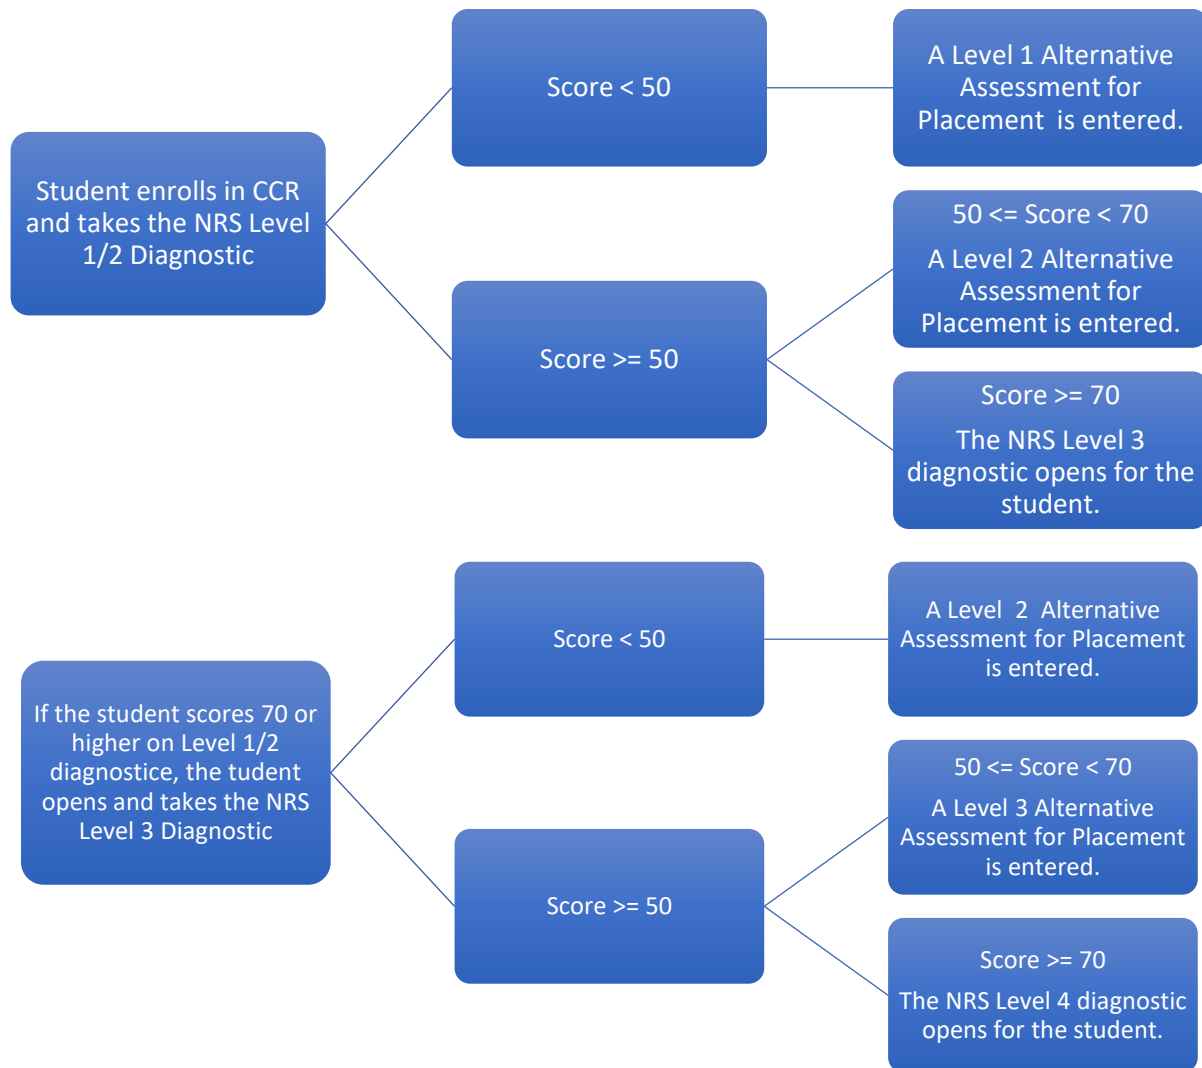 Student enrolls in CCR
and takes the NRS Level
1/2 Diagnostic
Score < 50
A Level 1 Alternative
Assessment for
Placement is entered.
Score >= 50
50 <= Score < 70
A Level 2 Alternative
Assessment for
Placement is entered.
Score >= 70
The NRS Level 3
diagnostic opens for the
student.
If the student scores 70 or
higher on Level 1/2
diagnostice, the tudent
opens and takes the NRS
Level 3 Diagnostic
Score < 50
A Level 2 Alternative
Assessment for Placement
is entered.
Score >= 50
50 <= Score < 70
A Level 3 Alternative
Assessment for Placement
is entered.
Score >= 70
The NRS Level 4 diagnostic
opens for the student.